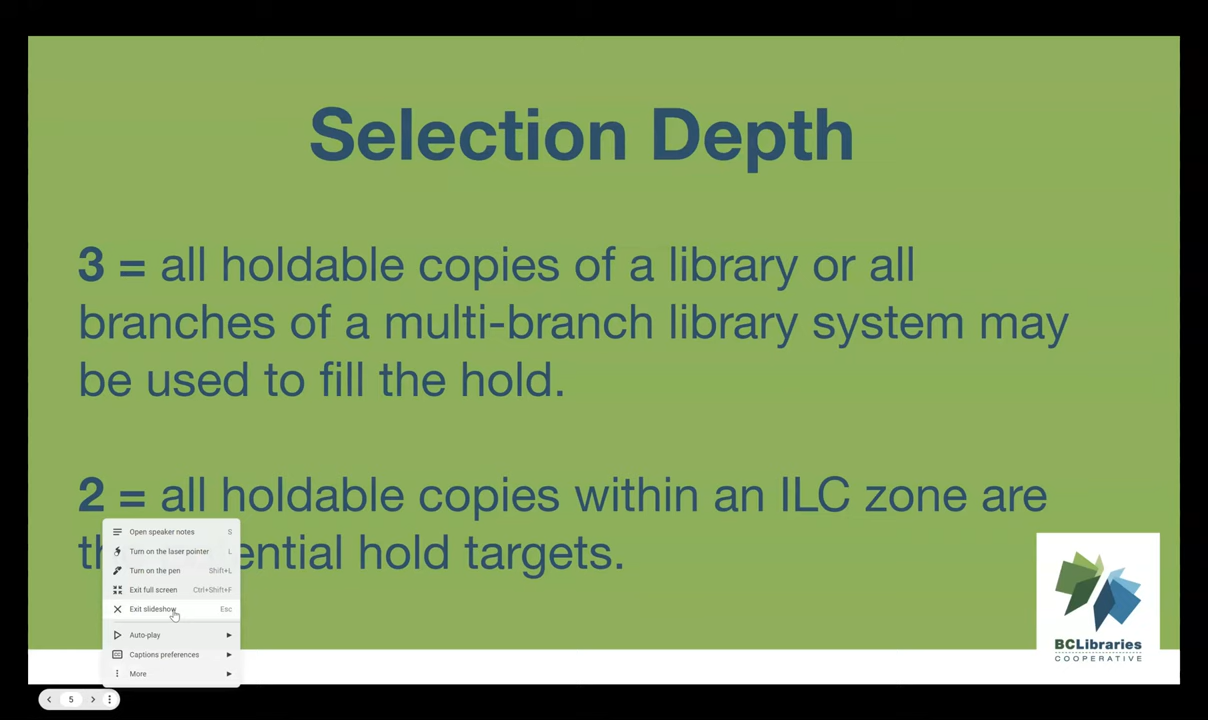 Selection Depth
3 = all holdable copies of a library or all
branches of a multi-branch library system may
be used to fill the hold.
2 = all holdable copies within an ILC zone are
hold targets.
Open speaker notes S
Turn on the laser pointer L
Turn on the pen Shift+L
Exit full screen Ctrl+Shift+F
Exit slideshow Esc
Auto-play
CC Captions preferences
More
5
BCLibraries
COOPERATIVE